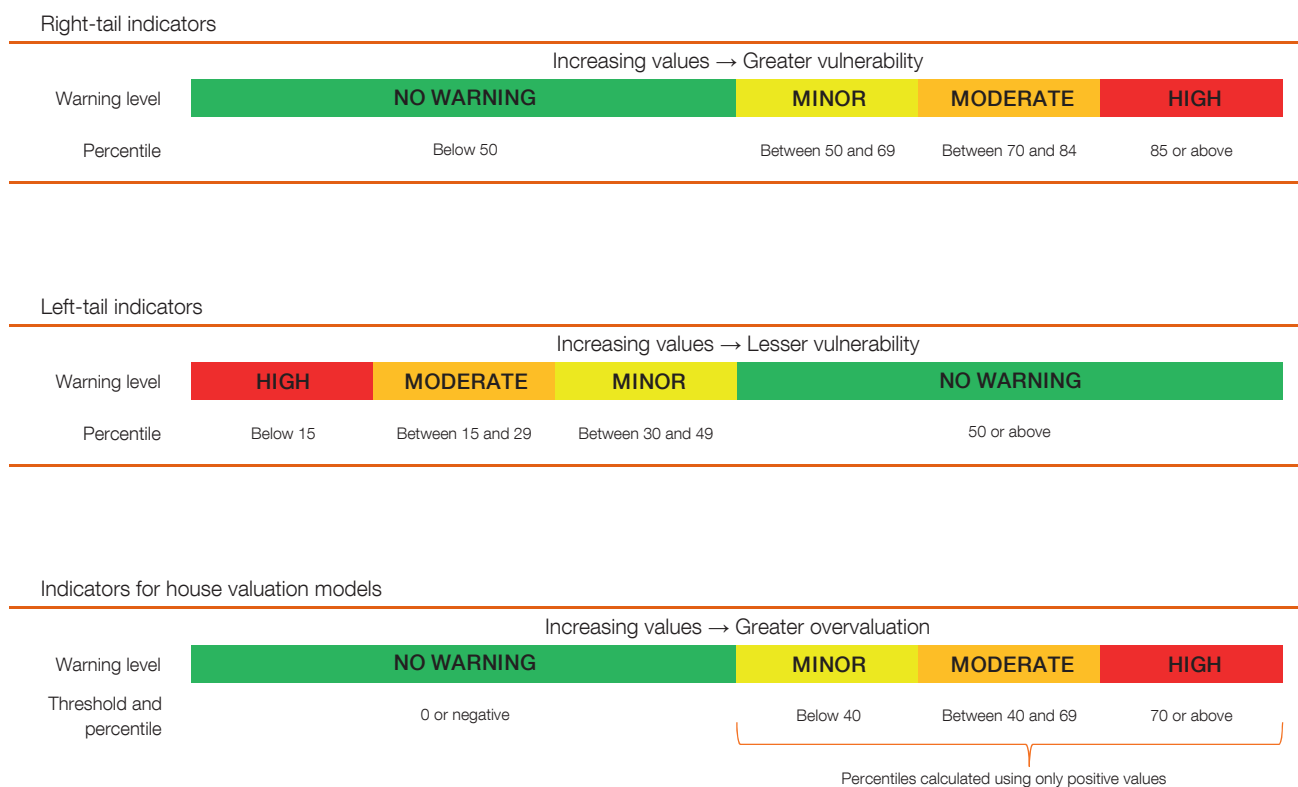 Right-tail indicators
Increasing values → Greater vulnerability
Warning level NO WARNING MINOR MODERATE HIGH
Percentile Below 50 Between 50 and 69 Between 70 and 84 85 or above
Left-tail indicators
Increasing values → Lesser vulnerability
Warning level HIGH MODERATE MINOR NO WARNING
Percentile Below 15 Between 15 and 29 Between 30 and 49 50 or above
Indicators for house valuation models
Increasing values → Greater overvaluation
Warning level NO WARNING MINOR MODERATE HIGH
Threshold and
percentile 0 or negative Below 40 Between 40 and 69 70 or above
Percentiles calculated using only positive values